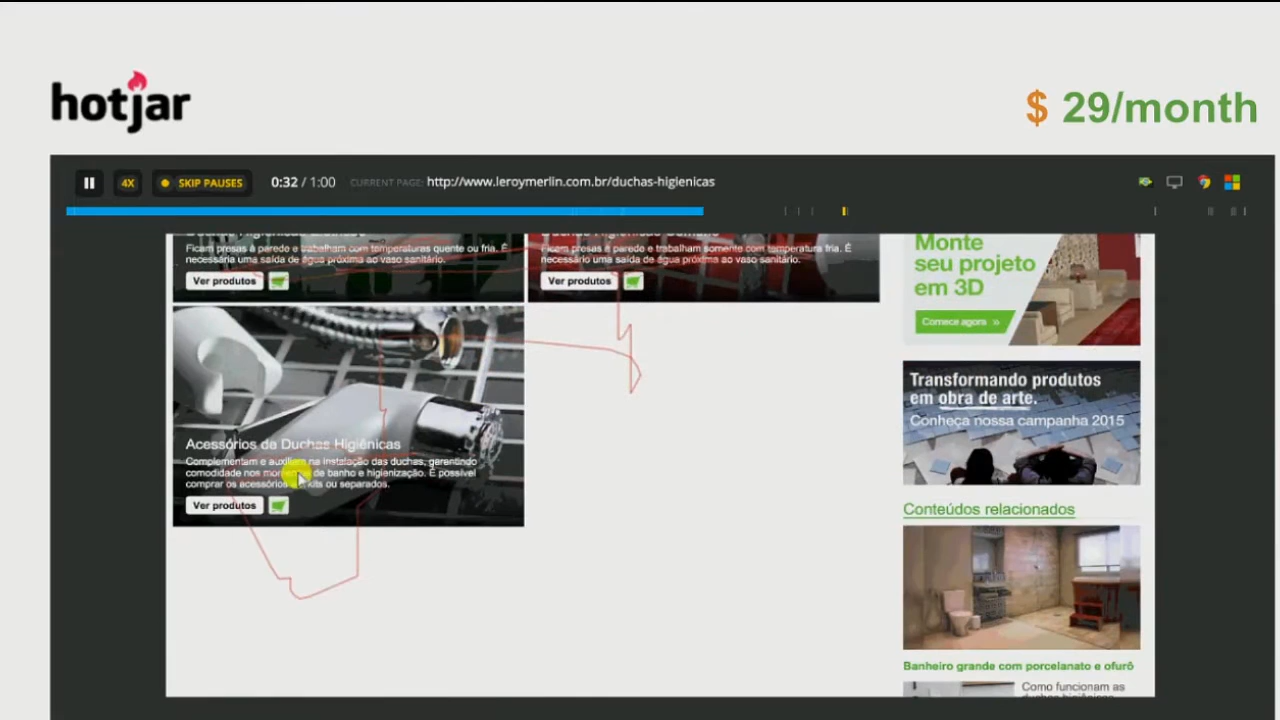 hotjar
$ 29/month
4X
SKIP PAUSES
0:32 / 1:00
CURRENT PAGE: http://www.leroymerlin.com.br/duchas-higienicas
Ficam presas à parede e trabalham com temperaturas quente ou fria. É
necessária uma saída de água próxima ao vaso sanitário.
Ver produtos
Ficam presas à parede e trabalham somente com temperatura fria. É
necessária uma saída de água próxima ao vaso sanitário.
Ver produtos
Acessórios de Duchas Higiênicas
Complementam e auxiliam na instalação das duchas, garantindo
comodidade nos de banho e higienização. É possível
comprar os acessórios kits ou separados.
Ver produtos
Monte
seu projeto
em 3D
Comece agora »
Transformando produtos
em obra de arte.
Conheça nossa campanha 2015
Conteúdos relacionados
Banheiro grande com porcelanato e ofurô
Como funcionam as
duchas higiênicas